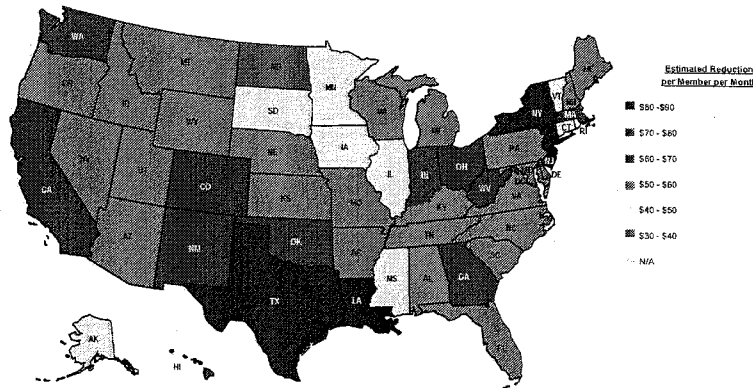 Estimated Reduction
per Member per Month
$80 -$90
$70 - $80
$60 - $70
$50 - $60
$40 - $50
$30 - $40
N/A
WA
MT
ND
MN
OR
ID
SD
WI
WY
MI
ME
VT
NH
NY
MA
CT
RI
IA
NE
PA
NJ
NV
UT
IL
IN
OH
DE
CA
CO
WV
VA
KS
MO
KY
AZ
NM
OK
TN
NC
AR
SC
MS
AL
GA
TX
LA
FL
AK
HI